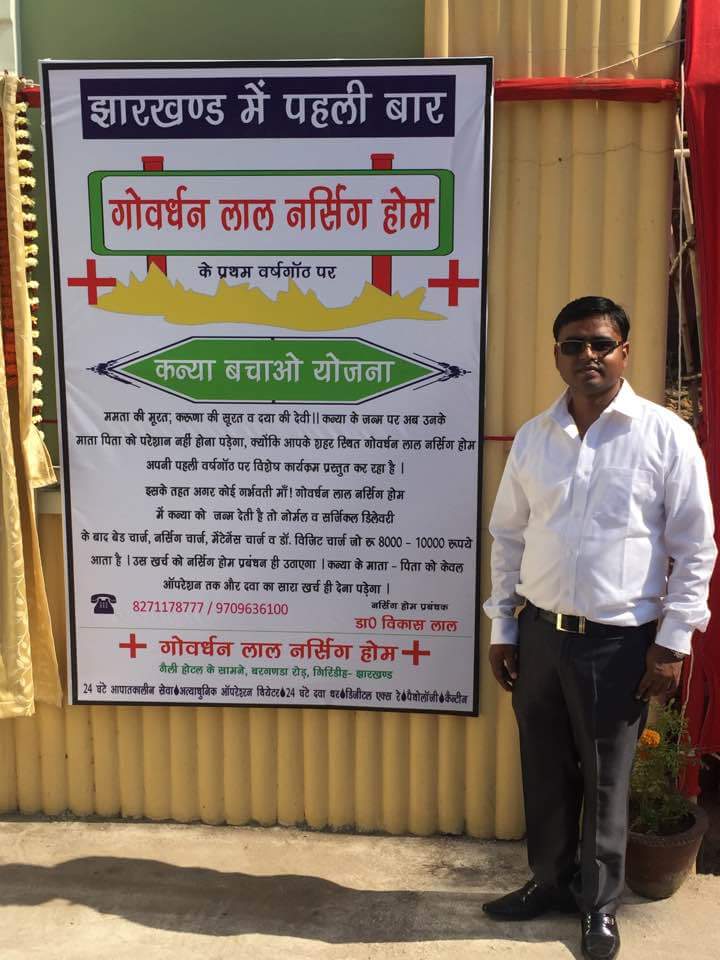 झारखण्ड में पहली बार
गोवर्धन लाल नर्सिग होम
के प्रथम वर्षगाँठ पर
कन्या बचाओ योजना
ममता की मूरत, करूणा की सूरत व दया की देवी।। कन्या के जन्म पर अब उनके
माता पिता को परेशान नहीं होना पड़ेगा, क्योंकि आपके शहर स्थित गोवर्धन लाल नर्सिग होम
अपनी पहली वर्षगाँठ पर विशेष कार्यक्रम प्रस्तुत कर रहा है ।
इसके तहत अगर कोई गर्भवती माँ! गोवर्धन लाल नर्सिग होम
में कन्या को जन्म देती है तो नोर्मल व सर्जिकल डिलेवरी
के बाद बेड चार्ज, नर्सिग चार्ज, मेंटेनेंस चार्ज व डॉ. विजिट चार्ज जो रू 8000 - 10000 रूपये
आता है । उस खर्च को नर्सिग होम प्रबंधन ही उठाएगा । कन्या के माता - पिता को केवल
ऑपरेशन तक और दवा का सारा खर्च ही देना पड़ेगा ।
8271178777 / 9709636100
नर्सिग होम प्रबंधक
डा0 विकास लाल
गोवर्धन लाल नर्सिग होम
गैली होटल के सामने, बरगण्डा रोड़, गिरिडीह- झारखण्ड
24 घंटे आपातकालीन सेवा♦अत्याधुनिक ऑपरेशन थियेटर♦24 घंटे दवा घर♦डिजीटल एक्स रे♦पैथोलॉजी♦कैन्टीन